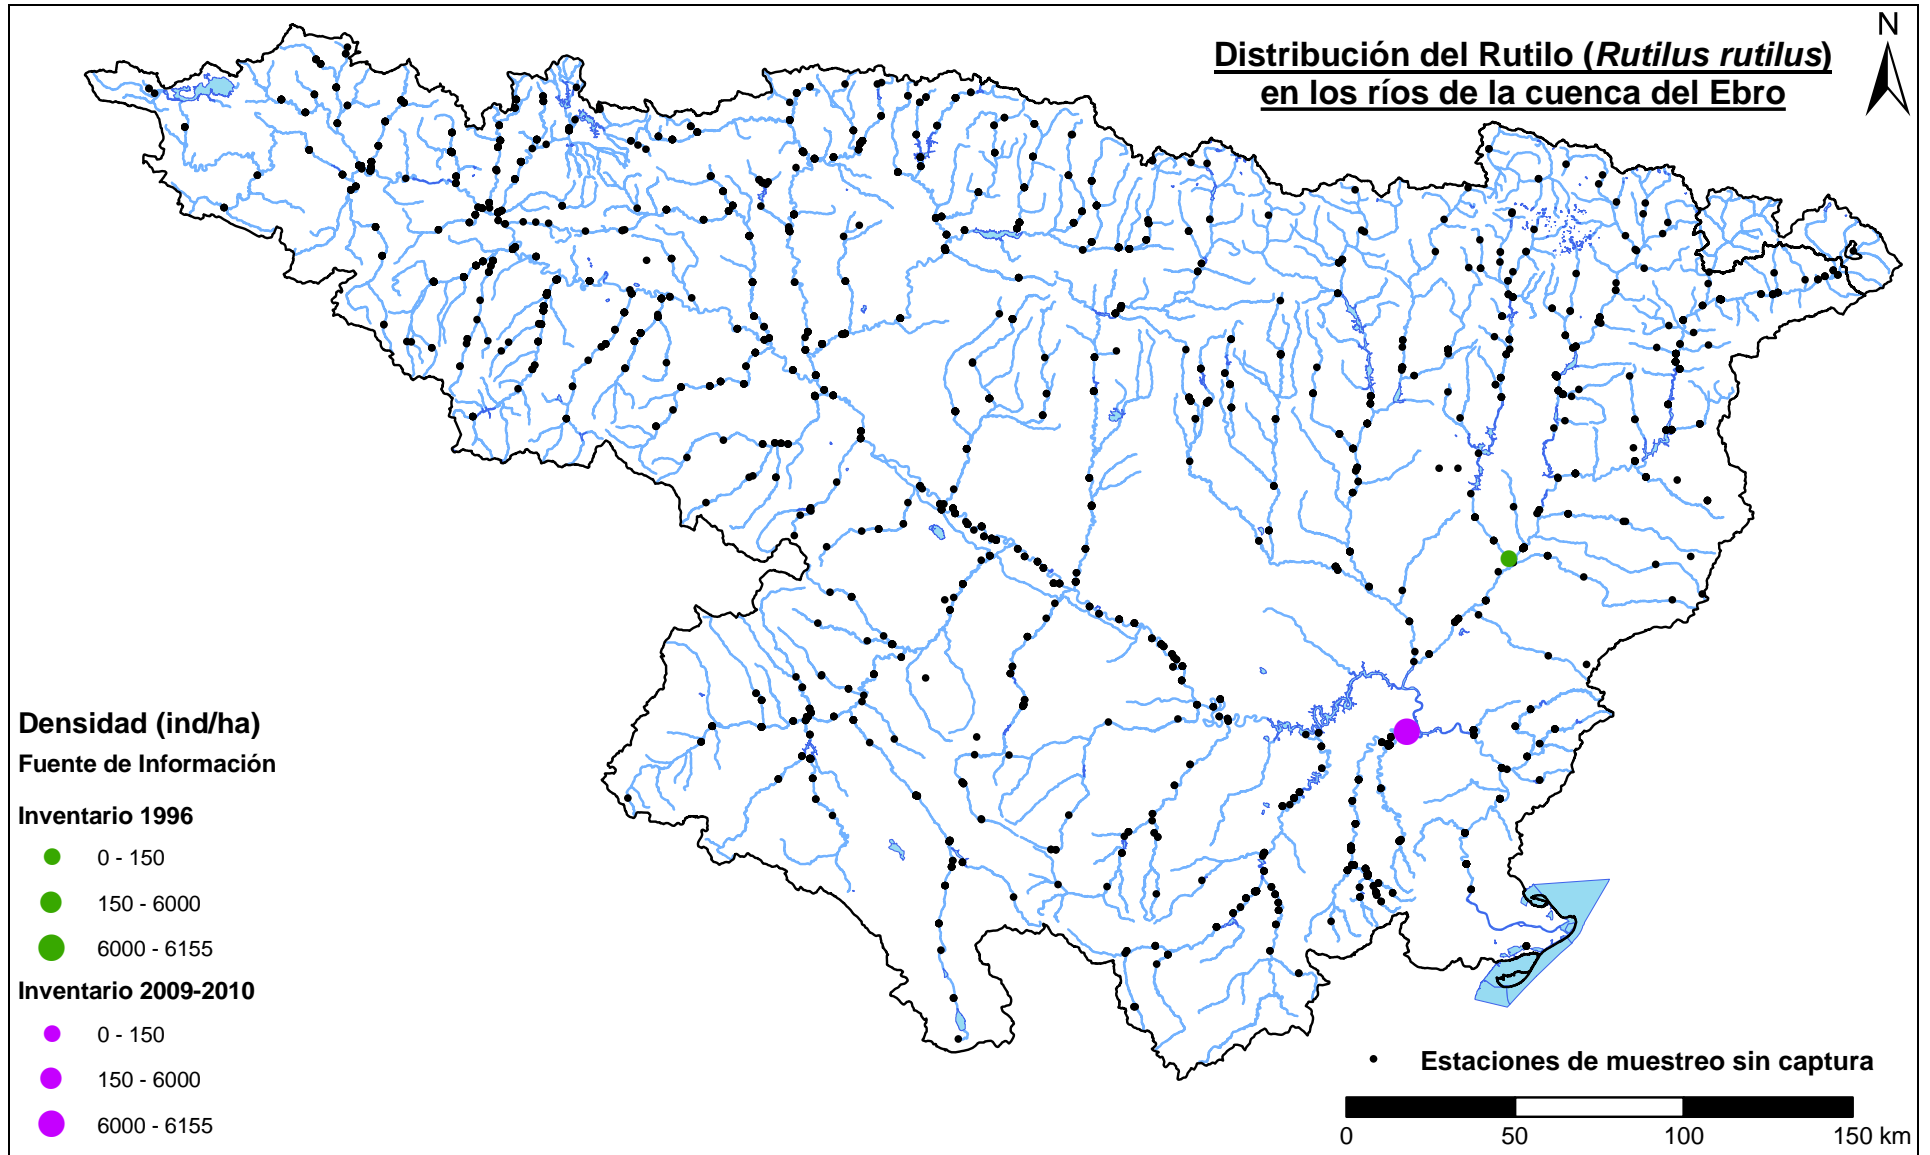 N
Distribución del Rutilo (Rutilus rutilus)
en los ríos de la cuenca del Ebro
Densidad (ind/ha)
Fuente de Información
Inventario 1996
0 - 150
150 - 6000
6000 - 6155
Inventario 2009-2010
0 - 150
150 - 6000
6000 - 6155
Estaciones de muestreo sin captura
0 50 100 150 km